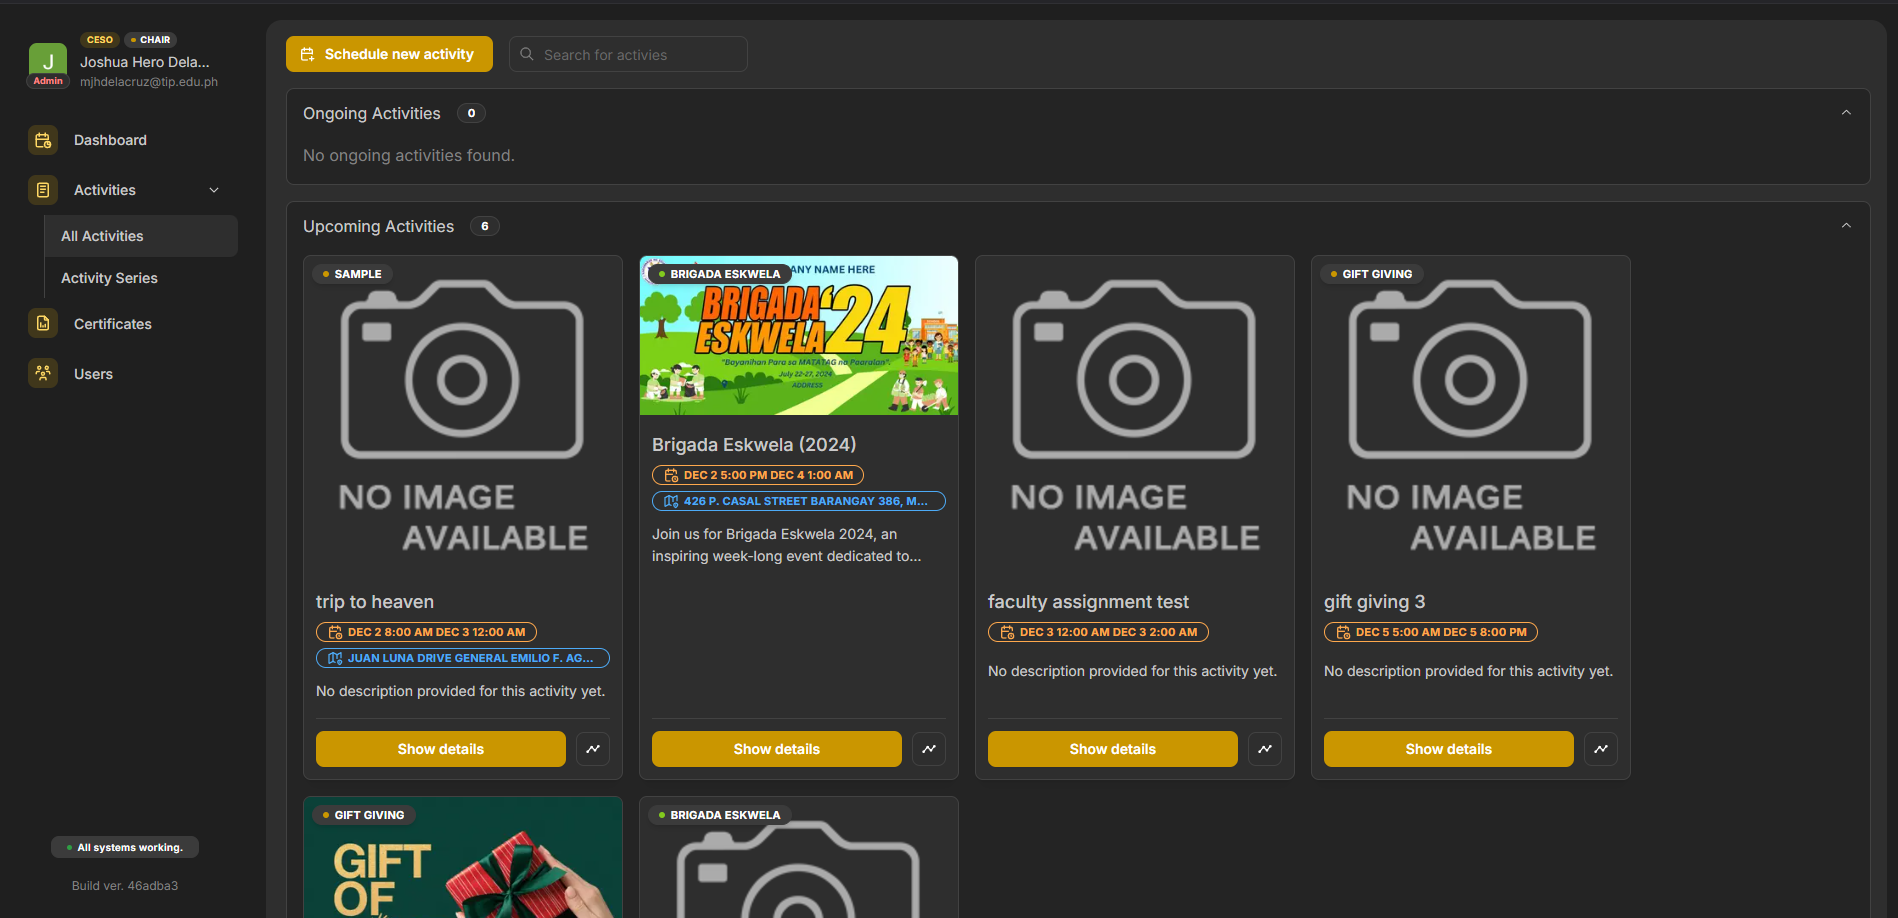 CESO
CHAIR
J
Admin
Joshua Hero Dela...
mjhdelacruz@tip.edu.ph
Dashboard
Activities
All Activities
Activity Series
Certificates
Users
All systems working.
Build ver. 46adba3
Schedule new activity
Search for activies
Ongoing Activities 0
No ongoing activities found.
Upcoming Activities 6
SAMPLE
NO IMAGE
AVAILABLE
trip to heaven
DEC 2 8:00 AM DEC 3 12:00 AM
JUAN LUNA DRIVE GENERAL EMILIO F. AG...
No description provided for this activity yet.
Show details
BRIGADA ESKWELA
ANY NAME HERE
BRIGADA
ESKWELA '24
"Bayanihan Para sa MATATAG na Paaralan".
July 22-27, 2024
ADDRESS
Brigada Eskwela (2024)
DEC 2 5:00 PM DEC 4 1:00 AM
426 P. CASAL STREET BARANGAY 386, M...
Join us for Brigada Eskwela 2024, an
inspiring week-long event dedicated to...
Show details
NO IMAGE
AVAILABLE
faculty assignment test
DEC 3 12:00 AM DEC 3 2:00 AM
No description provided for this activity yet.
Show details
GIFT GIVING
NO IMAGE
AVAILABLE
gift giving 3
DEC 5 5:00 AM DEC 5 8:00 PM
No description provided for this activity yet.
Show details
GIFT GIVING
GIFT
OF
BRIGADA ESKWELA